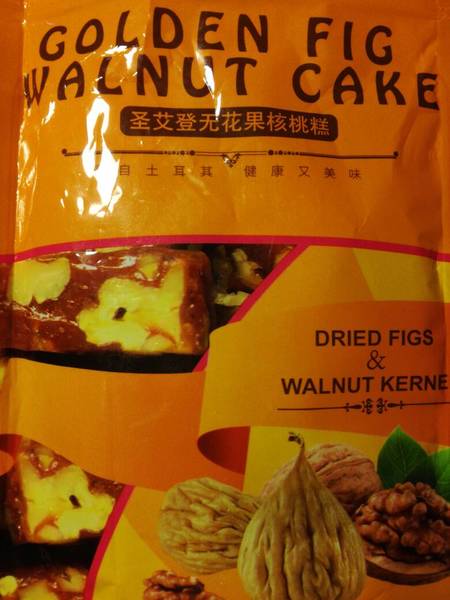 GOLDEN FIG
WALNUT CAKE
圣艾登无花果核桃糕
自土耳其 健康又美味
DRIED FIGS
&
WALNUT KERNE